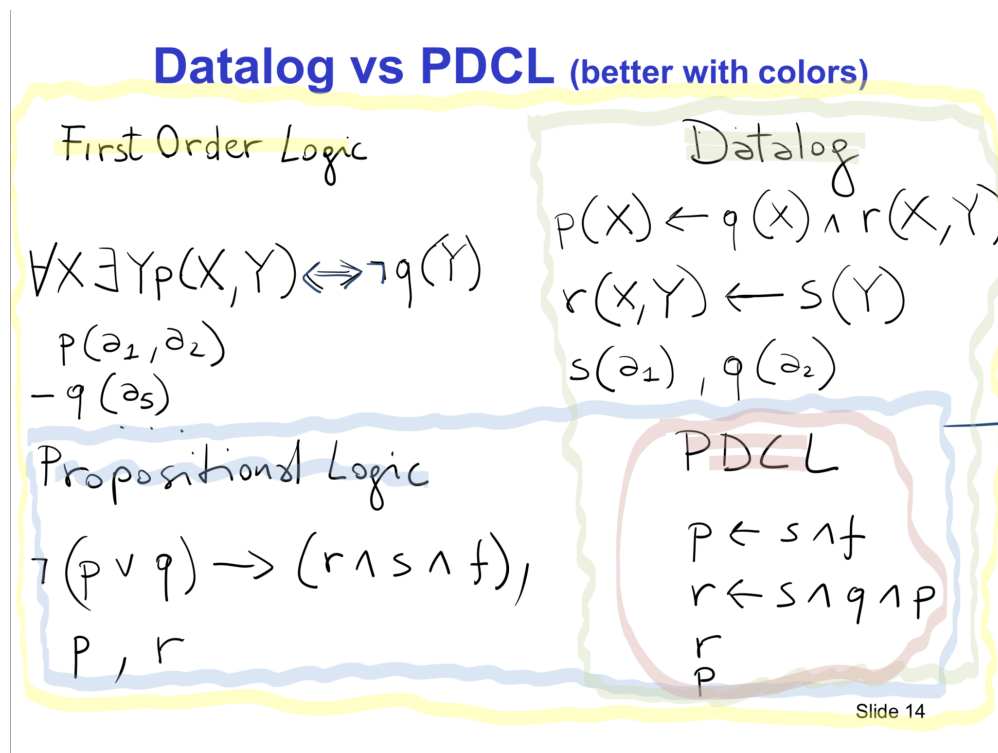 Datalog vs PDCL (better with colors)
First Order Logic
∀X ∃Y p(X,Y) ⇔ ¬q(Y)
p(a1, a2)
– q(a5)
Datalog
p(X) ← q(X) ∧ r(X,Y)
r(X,Y) ← s(Y)
s(a1), q(a2)
Propositional Logic
¬(p ∨ q) → (r ∧ s ∧ f),
p, r
PDCL
p ← s ∧ f
r ← s ∧ q ∧ p
r
p
Slide 14